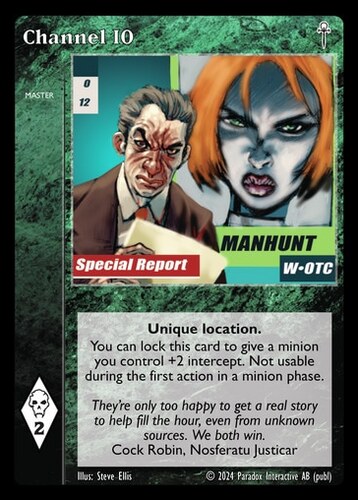 Channel 10
MASTER
0
12
MANHUNT
Special Report
W-OTC
Unique location.
You can lock this card to give a minion
you control +2 intercept. Not usable
during the first action in a minion phase.
They're only too happy to get a real story
to help fill the hour, even from unknown
sources. We both win.
Cock Robin, Nosferatu Justicar
2
Illus: Steve Ellis
© 2024 Paradox Interactive AB (publ)